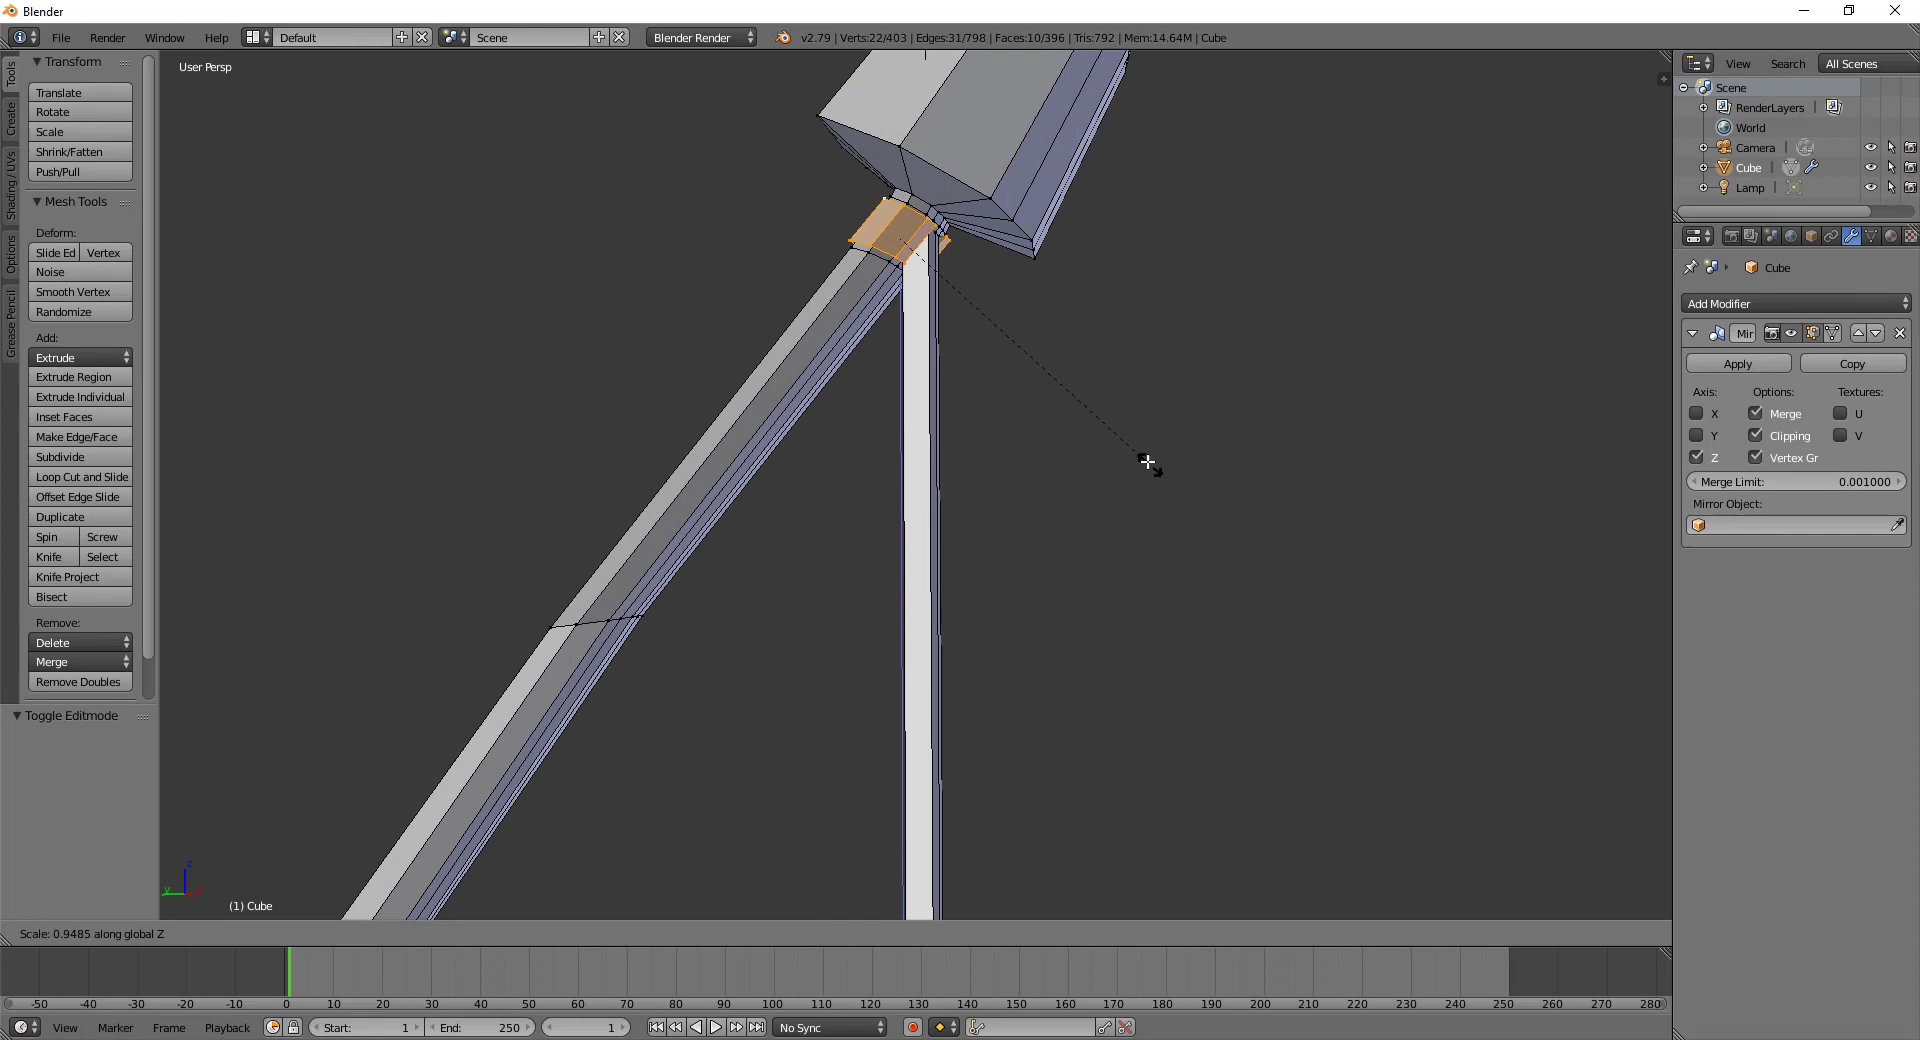 Blender
File Render Window Help Default Scene Blender Render v2.79 | Verts:22/403 | Edges:31/798 | Faces:10/396 | Tris:792 | Mem:14.64M | Cube
Tools
Create
Shading / UVs
Options
Grease Pencil
Transform
Translate
Rotate
Scale
Shrink/Fatten
Push/Pull
Mesh Tools
Deform:
Slide Ed Vertex
Noise
Smooth Vertex
Randomize
Add:
Extrude
Extrude Region
Extrude Individual
Inset Faces
Make Edge/Face
Subdivide
Loop Cut and Slide
Offset Edge Slide
Duplicate
Spin Screw
Knife Select
Knife Project
Bisect
Remove:
Delete
Merge
Remove Doubles
Toggle Editmode
User Persp
z
y x
(1) Cube
Scale: 0.9485 along global Z
View Search All Scenes
Scene
RenderLayers
World
Camera
Cube
Lamp
Cube
Add Modifier
Mir
Apply Copy
Axis: Options: Textures:
X Merge U
Y Clipping V
Z Vertex Gr
Merge Limit: 0.001000
Mirror Object:
-50 -40 -30 -20 -10 0 10 20 30 40 50 60 70 80 90 100 110 120 130 140 150 160 170 180 190 200 210 220 230 240 250 260 270 280
View Marker Frame Playback Start: 1 End: 250 1 No Sync